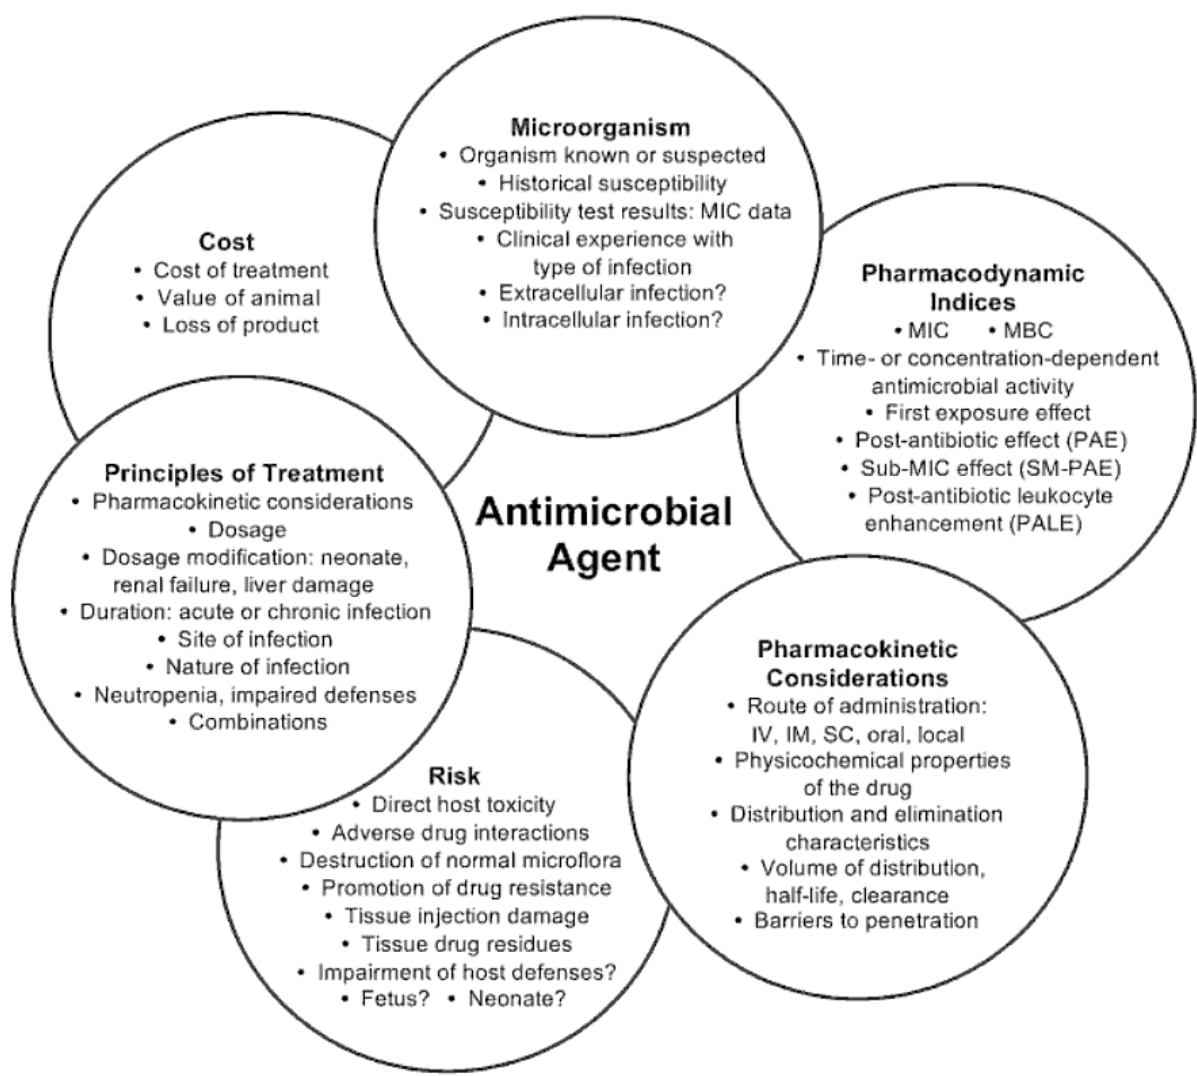 Microorganism
• Organism known or suspected
• Historical susceptibility
• Susceptibility test results: MIC data
• Clinical experience with
type of infection
• Extracellular infection?
• Intracellular infection?
Cost
• Cost of treatment
• Value of animal
• Loss of product
Pharmacodynamic
Indices
• MIC • MBC
• Time- or concentration-dependent
antimicrobial activity
• First exposure effect
• Post-antibiotic effect (PAE)
• Sub-MIC effect (SM-PAE)
• Post-antibiotic leukocyte
enhancement (PALE)
Antimicrobial
Agent
Principles of Treatment
• Pharmacokinetic considerations
• Dosage
• Dosage modification: neonate,
renal failure, liver damage
• Duration: acute or chronic infection
• Site of infection
• Nature of infection
• Neutropenia, impaired defenses
• Combinations
Pharmacokinetic
Considerations
• Route of administration:
IV, IM, SC, oral, local
• Physicochemical properties
of the drug
• Distribution and elimination
characteristics
• Volume of distribution,
half-life, clearance
• Barriers to penetration
Risk
• Direct host toxicity
• Adverse drug interactions
• Destruction of normal microflora
• Promotion of drug resistance
• Tissue injection damage
• Tissue drug residues
• Impairment of host defenses?
• Fetus? • Neonate?